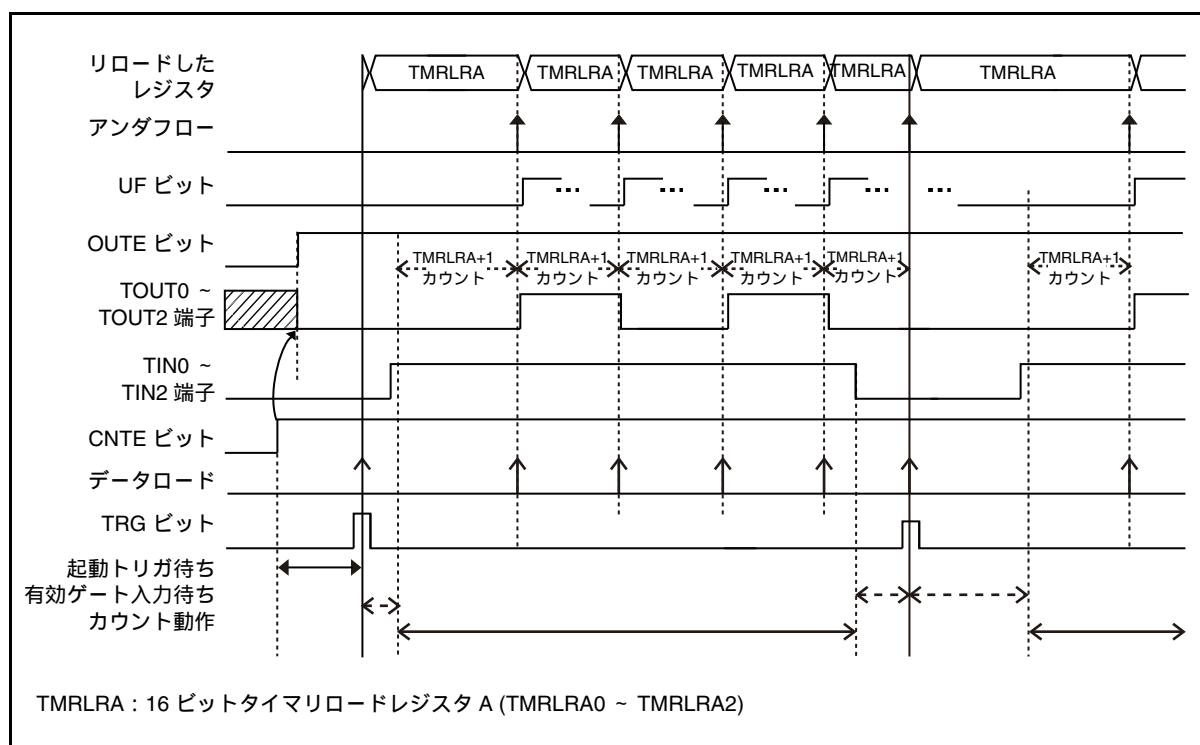 リロードした
レジスタ
TMRLRA TMRLRA TMRLRA TMRLRA TMRLRA TMRLRA
アンダフロー
UF ビット
OUTE ビット
TMRLRA+1 TMRLRA+1 TMRLRA+1 TMRLRA+1 TMRLRA+1 TMRLRA+1
カウント カウント カウント カウント カウント カウント
TOUT0 ~
TOUT2 端子
TIN0 ~
TIN2 端子
CNTE ビット
データロード
TRG ビット
起動トリガ待ち
有効ゲート入力待ち
カウント動作
TMRLRA : 16 ビットタイマリロードレジスタ A (TMRLRA0 ~ TMRLRA2)